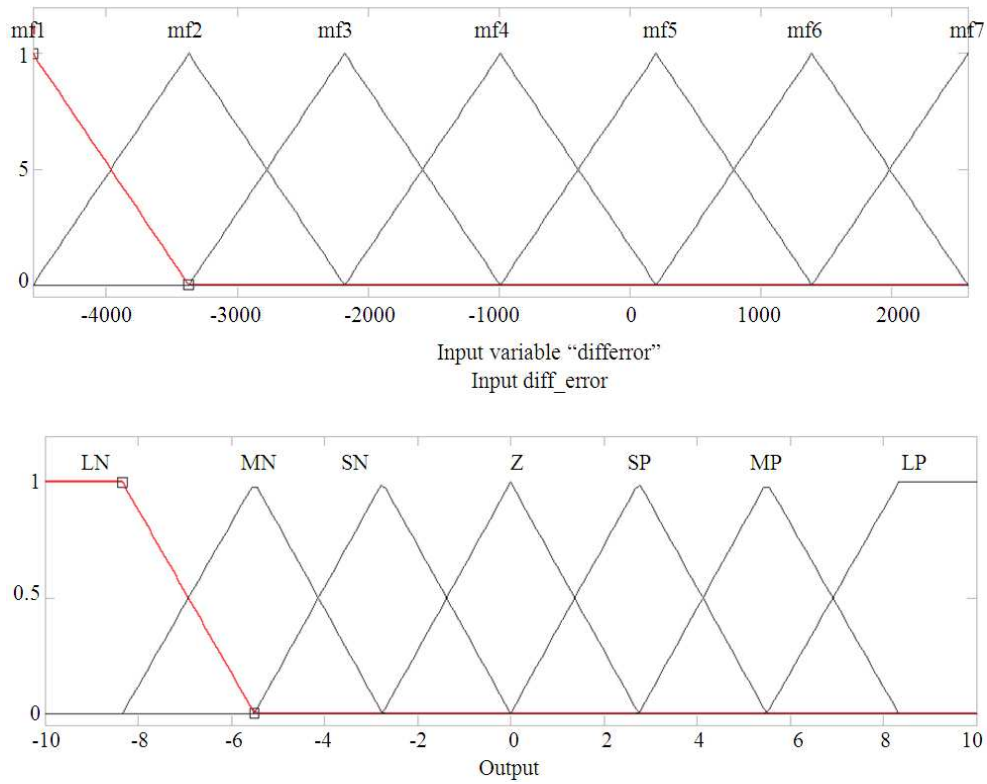 mf1 mf2 mf3 mf4 mf5 mf6 mf7
1
5
0
-4000 -3000 -2000 -1000 0 1000 2000
Input variable “differror”
Input diff_error
LN MN SN Z SP MP LP
1
0.5
0
-10 -8 -6 -4 -2 0 2 4 6 8 10
Output